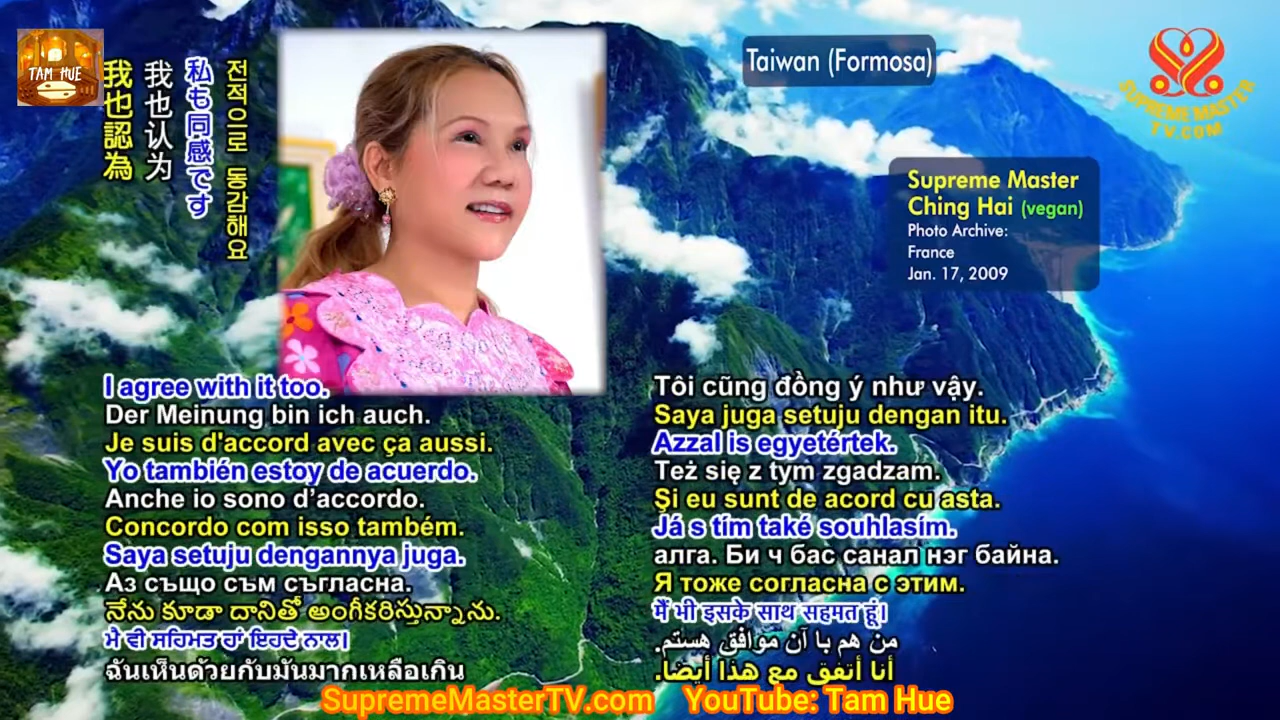 TAM HUE
我也認為
我也认为
私も同感です
전적으로 동감해요
Taiwan (Formosa)
SUPREME MASTER
TV.COM
Supreme Master
Ching Hai (vegan)
Photo Archive:
France
Jan. 17, 2009
I agree with it too.
Der Meinung bin ich auch.
Je suis d'accord avec ça aussi.
Yo también estoy de acuerdo.
Anche io sono d’accordo.
Concordo com isso também.
Saya setuju dengannya juga.
Аз също съм съгласна.
నేను కూడా దానితో అంగీకరిస్తున్నాను.
ਮੈ ਵੀ ਸਹਿਮਤ ਹਾਂ ਇਹਦੇ ਨਾਲ।
ฉันเห็นด้วยกับมันมากเหลือเกิน
Tôi cũng đồng ý như vậy.
Saya juga setuju dengan itu.
Azzal is egyetértek.
Też się z tym zgadzam.
Şi eu sunt de acord cu asta.
Já s tím také souhlasím.
алга. Би ч бас санал нэг байна.
Я тоже согласна с этим.
मैं भी इसके साथ सहमत हूं।
من هم با آن موافق هستم.
أنا أتفق مع هذا أيضا.
SupremeMasterTV.com YouTube: Tam Hue